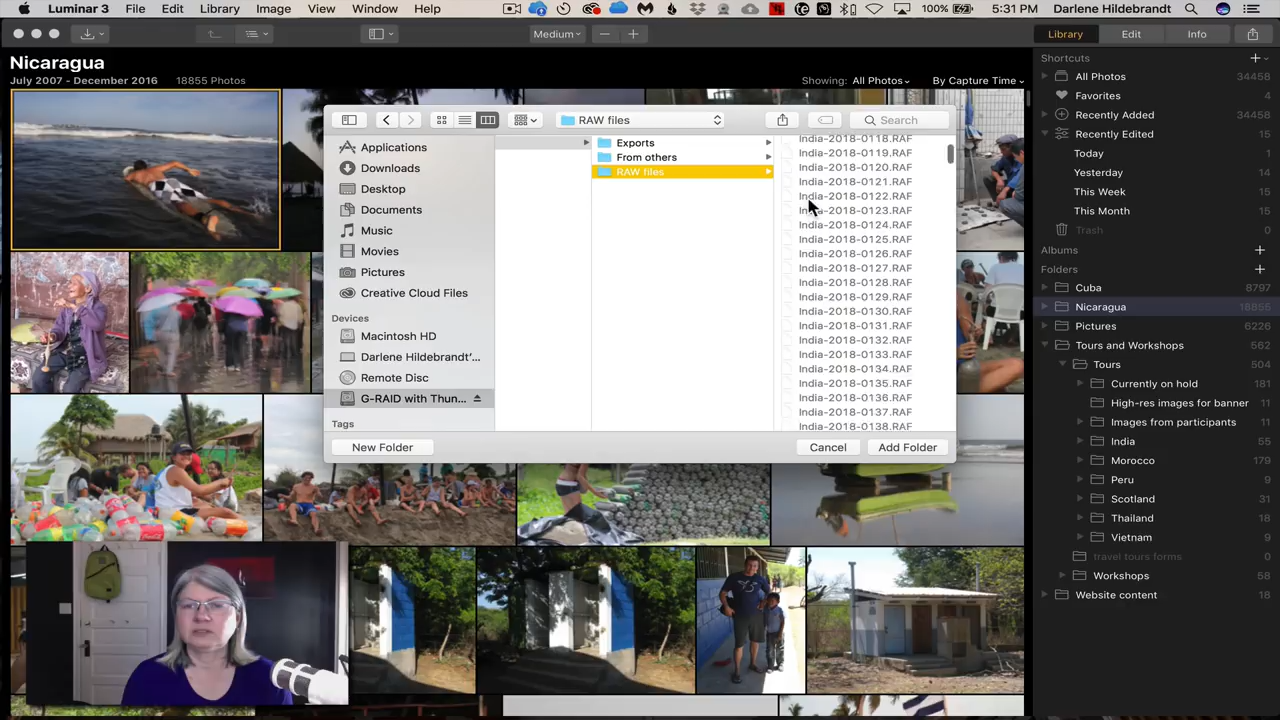 Luminar 3 File Edit Library Image View Window Help 100% 5:31 PM Darlene Hildebrandt
Medium Library Edit Info
Nicaragua
July 2007 - December 2016 18855 Photos Showing: All Photos By Capture Time
RAW files Search
Applications
Downloads
Desktop
Documents
Music
Movies
Pictures
Creative Cloud Files
Devices
Macintosh HD
Darlene Hildebrandt'...
Remote Disc
G-RAID with Thun...
Tags
Exports
From others
RAW files
India-2018-0118.RAF
India-2018-0119.RAF
India-2018-0120.RAF
India-2018-0121.RAF
India-2018-0122.RAF
India-2018-0123.RAF
India-2018-0124.RAF
India-2018-0125.RAF
India-2018-0126.RAF
India-2018-0127.RAF
India-2018-0128.RAF
India-2018-0129.RAF
India-2018-0130.RAF
India-2018-0131.RAF
India-2018-0132.RAF
India-2018-0133.RAF
India-2018-0134.RAF
India-2018-0135.RAF
India-2018-0136.RAF
India-2018-0137.RAF
India-2018-0138.RAF
New Folder Cancel Add Folder
Shortcuts
All Photos 34458
Favorites
Recently Added 34458
Recently Edited
Today 1
Yesterday 14
This Week 15
This Month 15
Trash 0
Albums
Folders
Cuba 8797
Nicaragua 18855
Pictures 6226
Tours and Workshops 562
Tours 504
Currently on hold 3
High-res images for banner 11
Images from participants 11
India 44
Morocco 179
Peru 9
Scotland 31
Thailand 10
Vietnam 9
travel tours forms 0
Workshops 58
Website content 18